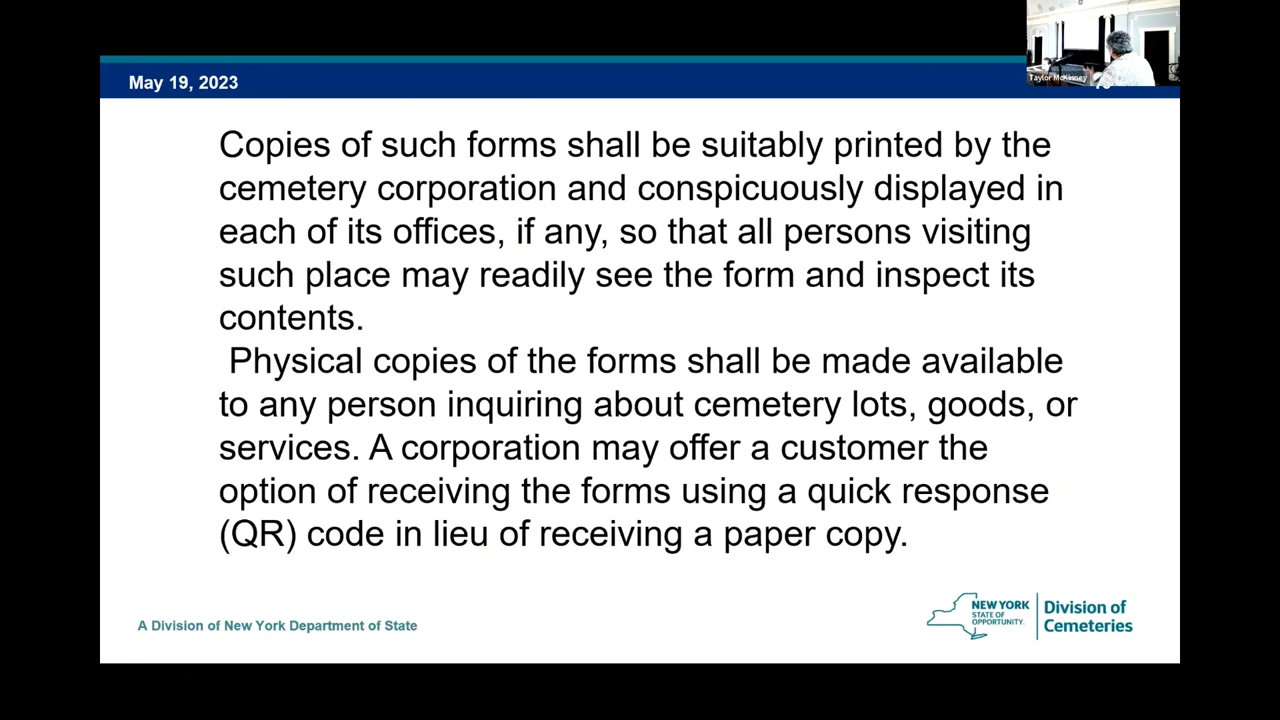 May 19, 2023
Taylor McKinney
Copies of such forms shall be suitably printed by the
cemetery corporation and conspicuously displayed in
each of its offices, if any, so that all persons visiting
such place may readily see the form and inspect its
contents.
Physical copies of the forms shall be made available
to any person inquiring about cemetery lots, goods, or
services. A corporation may offer a customer the
option of receiving the forms using a quick response
(QR) code in lieu of receiving a paper copy.
A Division of New York Department of State
NEW YORK
STATE OF
OPPORTUNITY.
Division of
Cemeteries